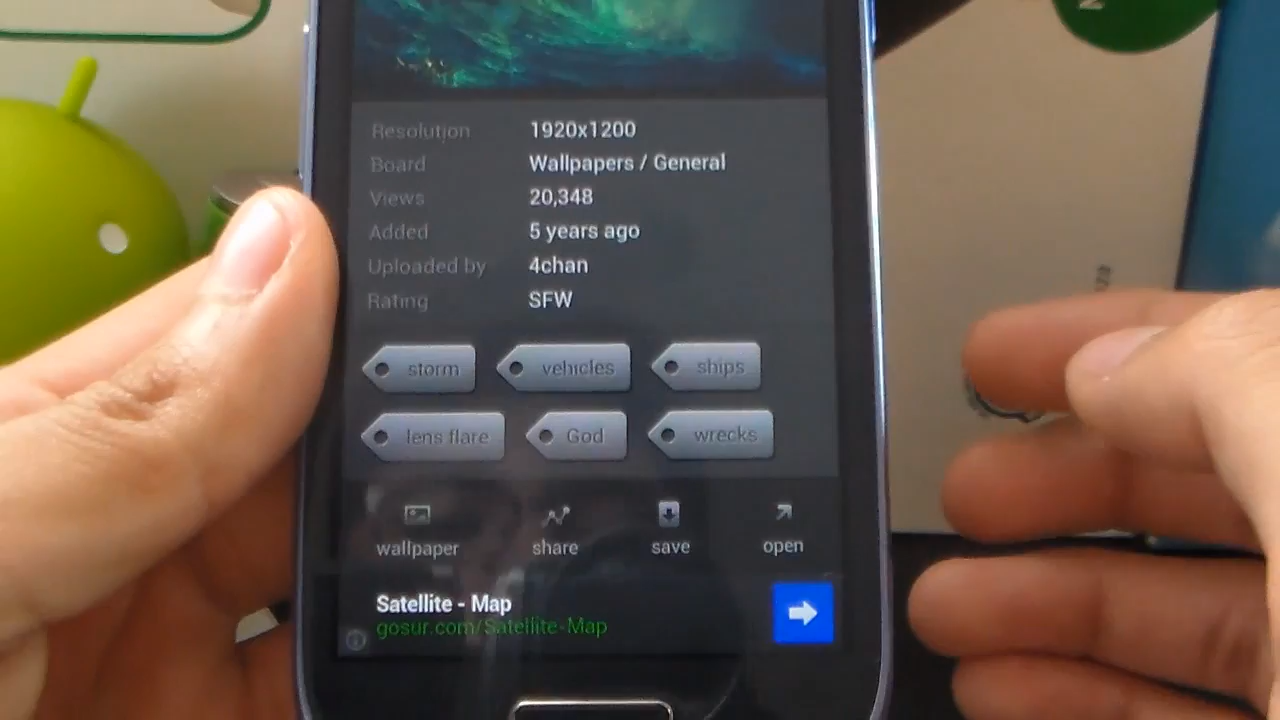 Resolution 1920x1200
Board Wallpapers / General
Views 20,348
Added 5 years ago
Uploaded by 4chan
Rating SFW
storm vehicles ships
lens flare God wrecks
wallpaper share save open
Satellite - Map
gosur.com/Satellite-Map